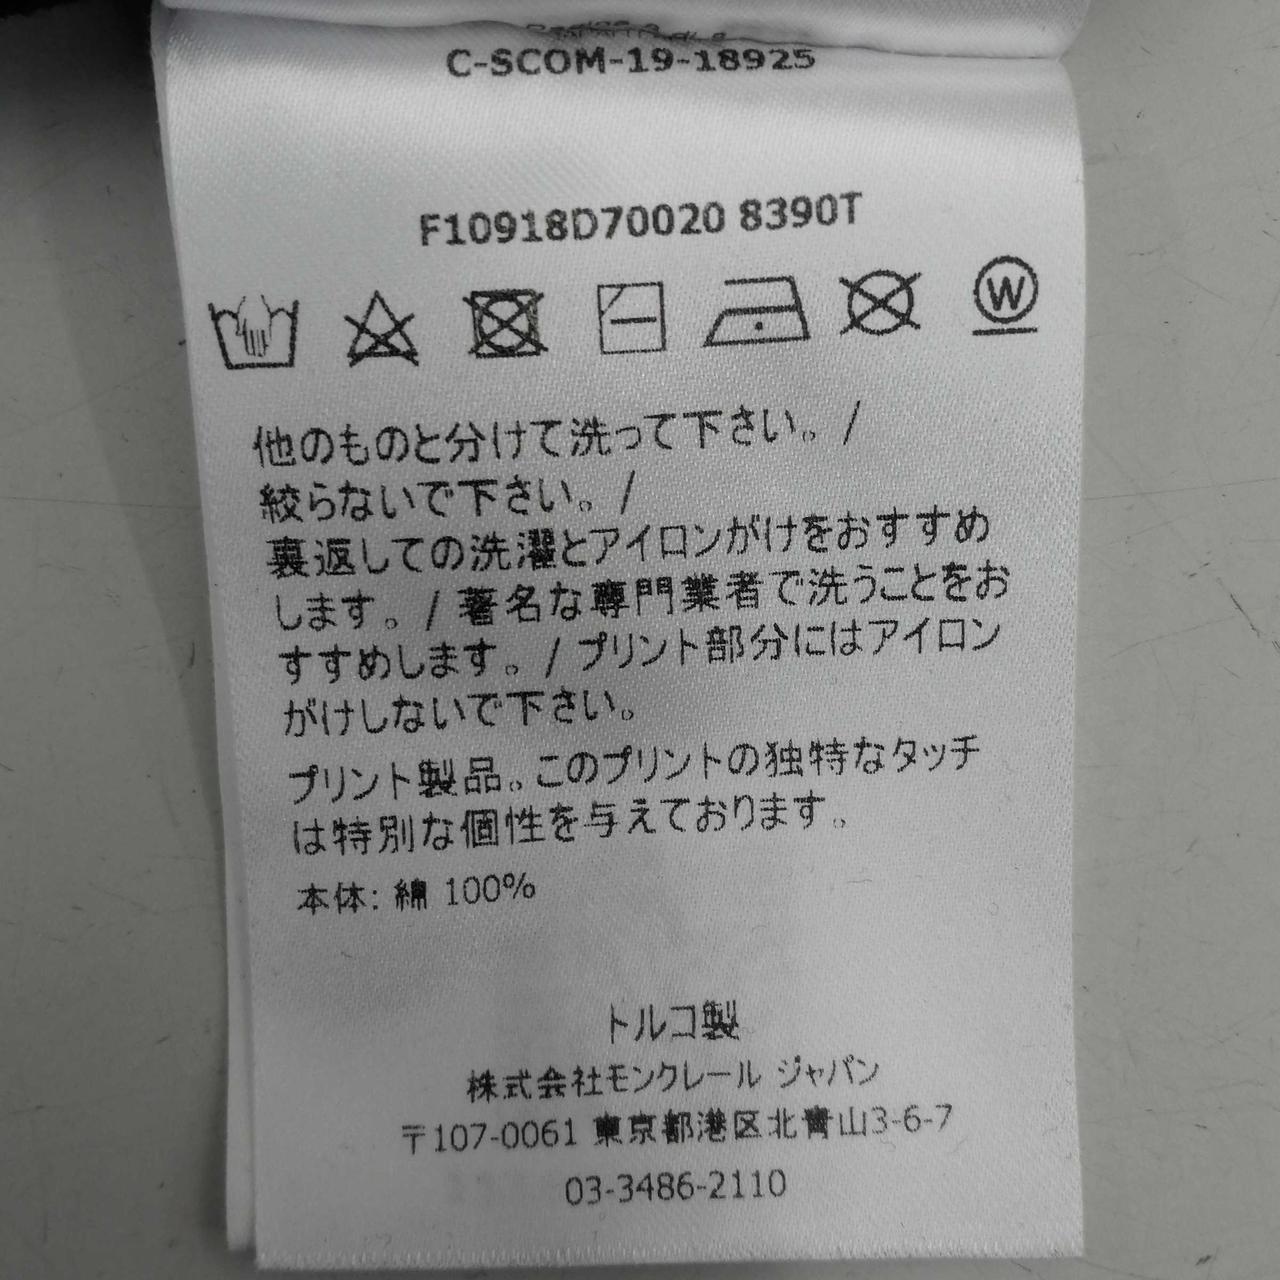 C-SCOM-19-18925
F10918D70020 8390T
W
他のものと分けて洗って下さい。/
絞らないで下さい。/
裏返しての洗濯とアイロンがけをおすすめ
します。/ 著名な専門業者で洗うことをお
すすめします。/ プリント部分にはアイロン
がけしないで下さい。
プリント製品。このプリントの独特なタッチ
は特別な個性を与えております。
本体: 綿 100%
トルコ製
株式会社モンクレール ジャパン
〒107-0061 東京都港区北青山3-6-7
03-3486-2110